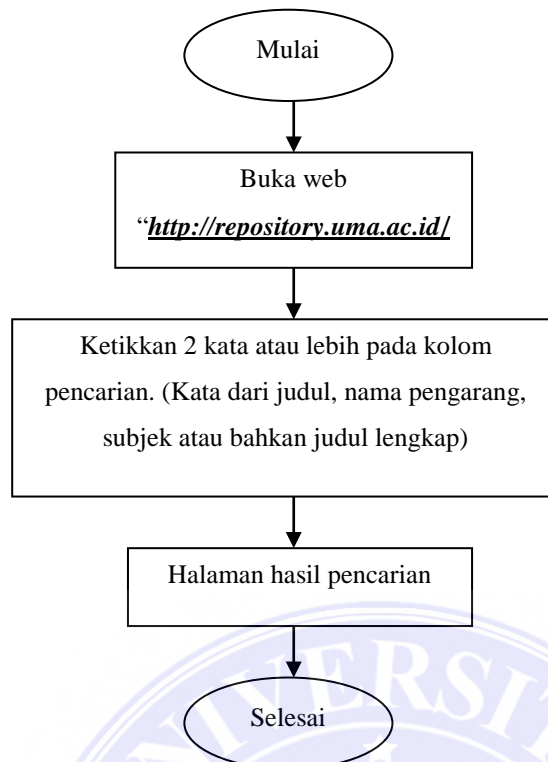 Mulai
Buka web
“http://repository.uma.ac.id/
Ketikkan 2 kata atau lebih pada kolom
pencarian. (Kata dari judul, nama pengarang,
subjek atau bahkan judul lengkap)
Halaman hasil pencarian
Selesai